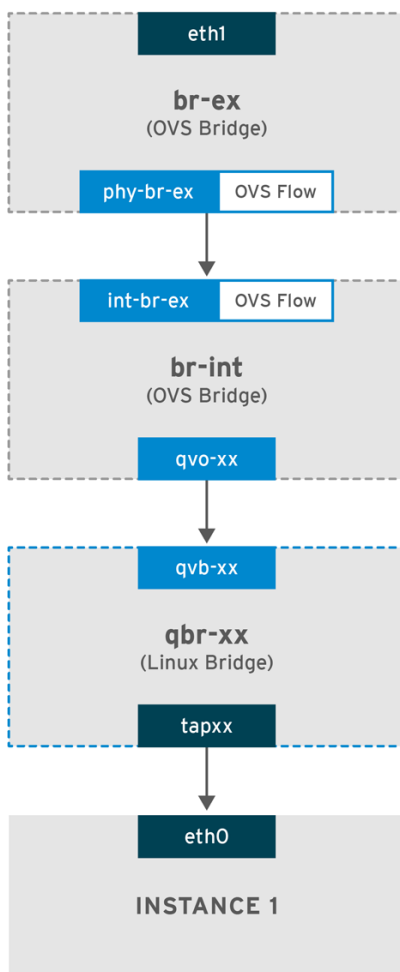 eth1
br-ex
(OVS Bridge)
phy-br-ex OVS Flow
int-br-ex OVS Flow
br-int
(OVS Bridge)
qvo-xx
qvb-xx
qbr-xx
(Linux Bridge)
tapxx
eth0
INSTANCE 1